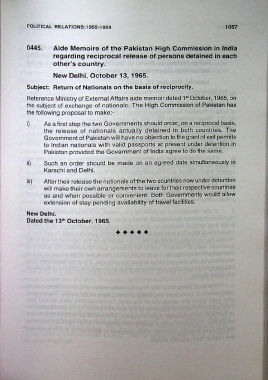 POLITICAL RELATIONS:1955-1969 1057
0445. Aide Memoire of the Pakistan High Commission in India
regarding reciprocal release of persons detained in each
other's country.
New Delhi, October 13, 1965.
Subject: Return of Nationals on the basis of reciprocity.
Reference Ministry of External Affairs aide memoir dated 1st October, 1965, on
the subject of exchange of nationals. The High Commission of Pakistan has
the following proposal to make:-
i) As a first step the two Governments should order, on a reciprocal basis,
the release of nationals actually detained in both countries. The
Government of Pakistan will have no objection to the grant of exit permits
to Indian nationals with valid passports at present under detention in
Pakistan provided the Government of India agree to do the same.
ii) Such an order should be made on an agreed date simultaneously in
Karachi and Delhi.
iii) After their release the nationals of the two countries now under detention
will make their own arrangements to leave for their respective countries
as and when possible or convenient. Both Governments would allow
extension of stay pending availability of travel facilities.
New Delhi.
Dated the 13th October, 1965.